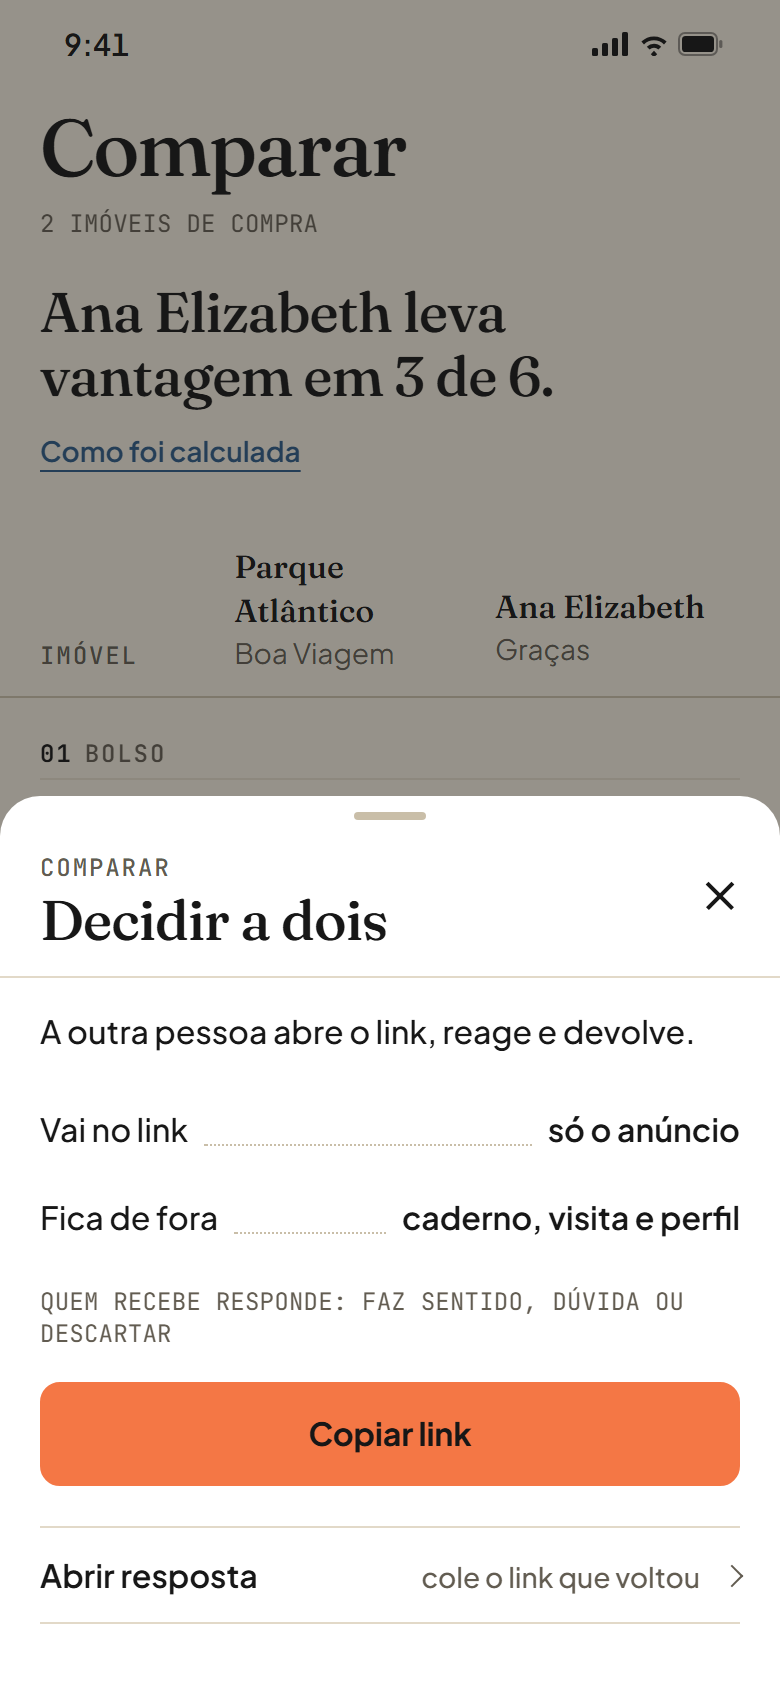 9:41
Comparar
2 IMÓVEIS DE COMPRA
Ana Elizabeth leva
vantagem em 3 de 6.
Como foi calculada
IMÓVEL
Parque
Atlântico
Boa Viagem
Ana Elizabeth
Graças
01 BOLSO
COMPARAR
Decidir a dois
A outra pessoa abre o link, reage e devolve.
Vai no link só o anúncio
Fica de fora caderno, visita e perfil
QUEM RECEBE RESPONDE: FAZ SENTIDO, DÚVIDA OU
DESCARTAR
Copiar link
Abrir resposta cole o link que voltou